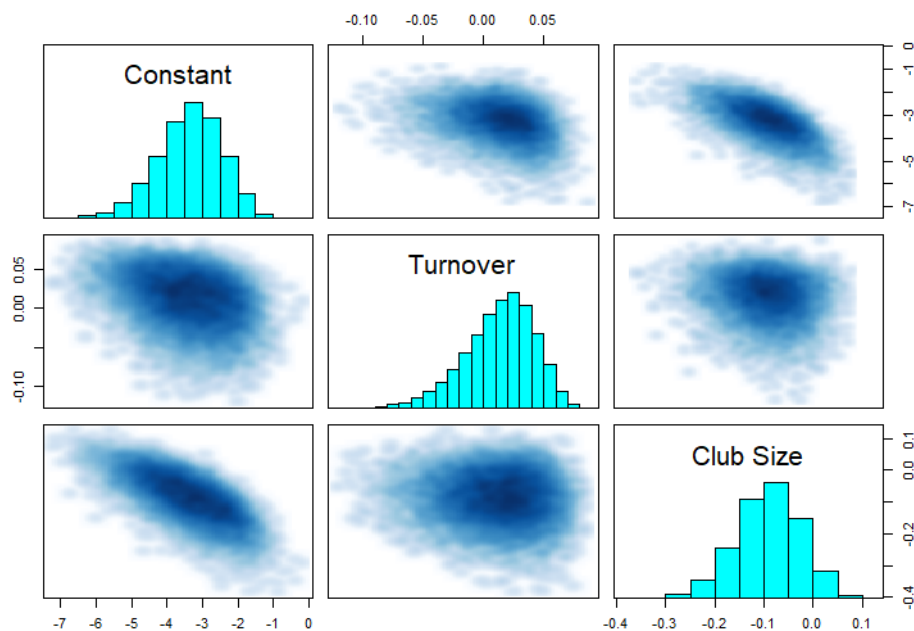 -0.10 -0.05 0.00 0.05
Constant
0 -1 -3 -5 -7
Turnover
0.05 0.00 -0.10
Club Size
0.1 0.0 -0.2 -0.4
-7 -6 -5 -4 -3 -2 -1 0
-0.4 -0.3 -0.2 -0.1 0.0 0.1